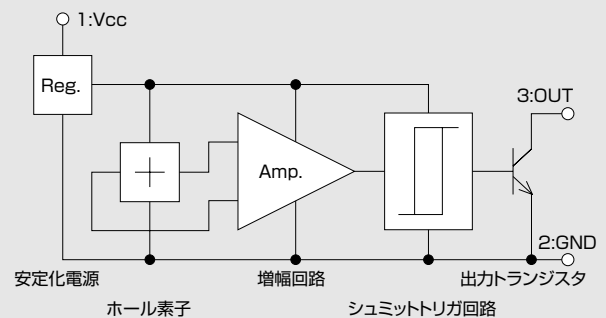 1:Vcc
Reg.
3:OUT
Amp.
2:GND
安定化電源
増幅回路
出力トランジスタ
ホール素子
シュミットトリガ回路